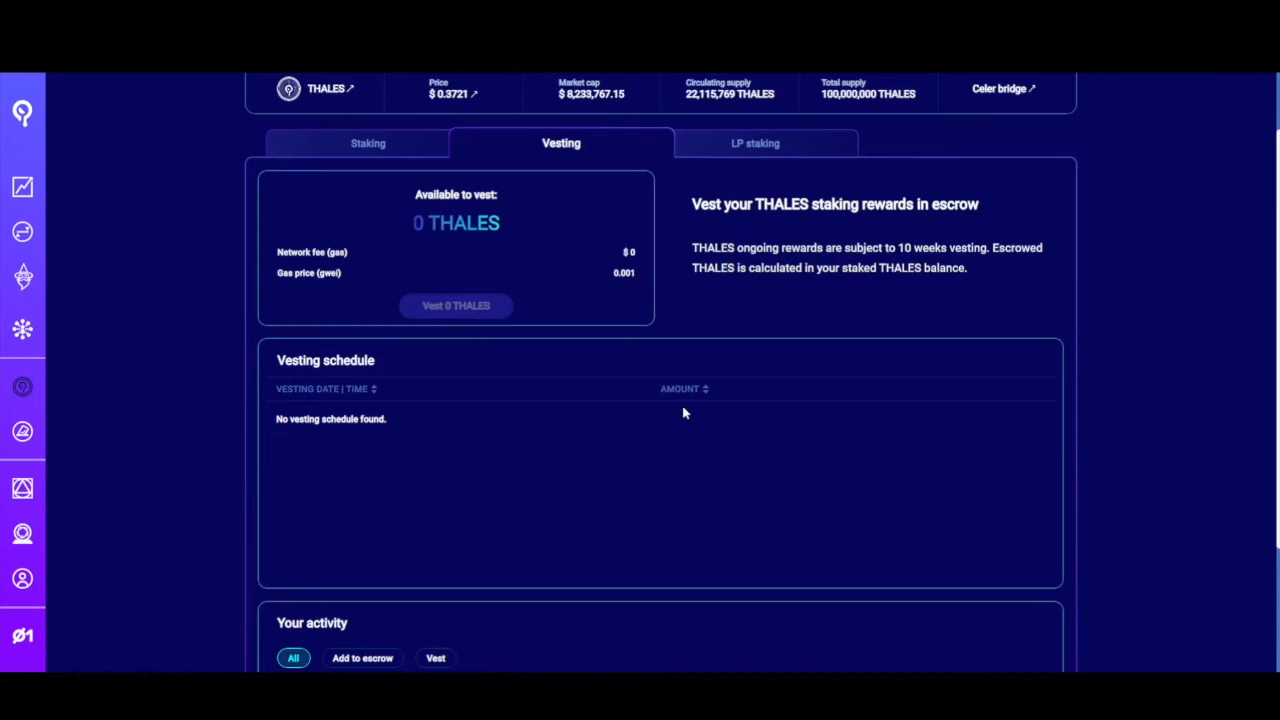 THALES↗
Price
$ 0.3721 ↗
Market cap
$ 8,233,767.15
Circulating supply
22,115,769 THALES
Total supply
100,000,000 THALES
Celer bridge↗
Staking
Vesting
LP staking
Available to vest:
0 THALES
Network fee (gas)
$ 0
Gas price (gwei)
0.001
Vest 0 THALES
Vest your THALES staking rewards in escrow
THALES ongoing rewards are subject to 10 weeks vesting. Escrowed
THALES is calculated in your staked THALES balance.
Vesting schedule
VESTING DATE | TIME
AMOUNT
No vesting schedule found.
Your activity
All
Add to escrow
Vest
Ø1